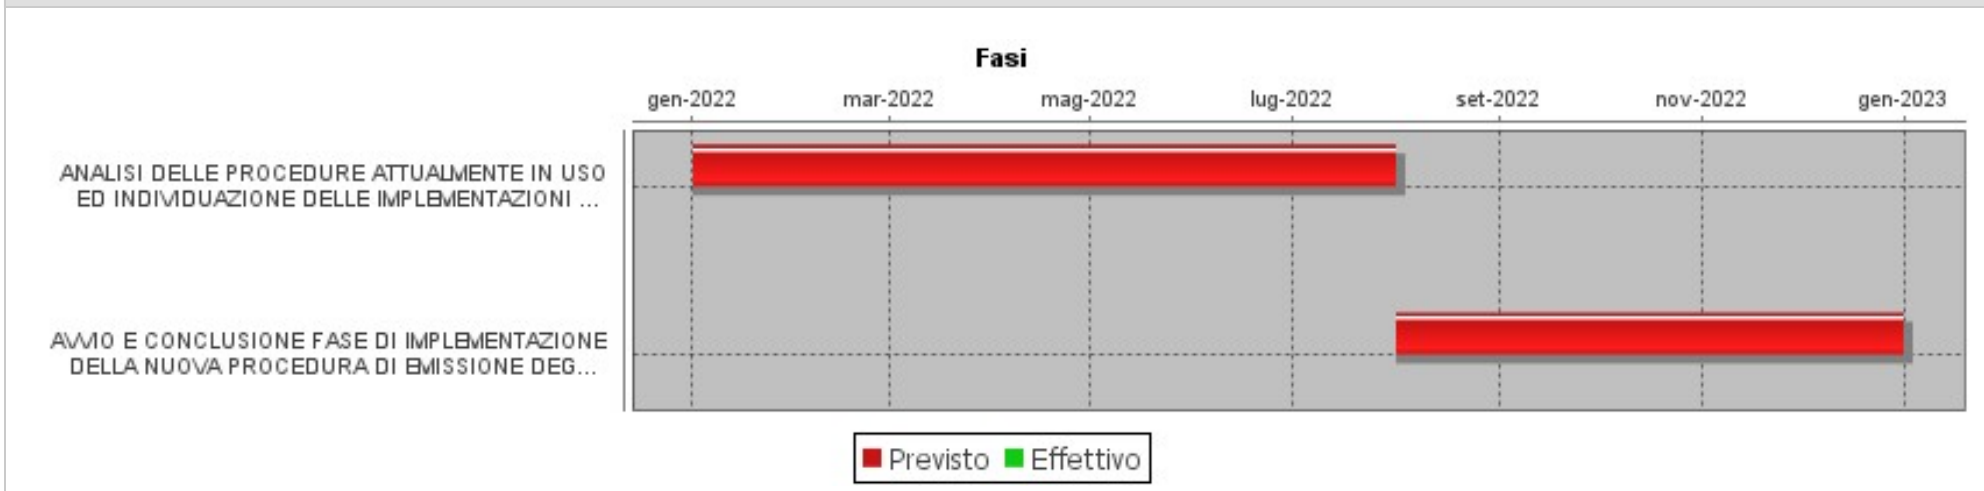 Fasi
gen-2022 mar-2022 mag-2022 lug-2022 set-2022 nov-2022 gen-2023
ANALISI DELLE PROCEDURE ATTUALMENTE IN USO
ED INDIVIDUAZIONE DELLE IMPLEMENTAZIONI ...
AVVIO E CONCLUSIONE FASE DI IMPLEMENTAZIONE
DELLA NUOVA PROCEDURA DI EMISSIONE DEG...
Previsto Effettivo